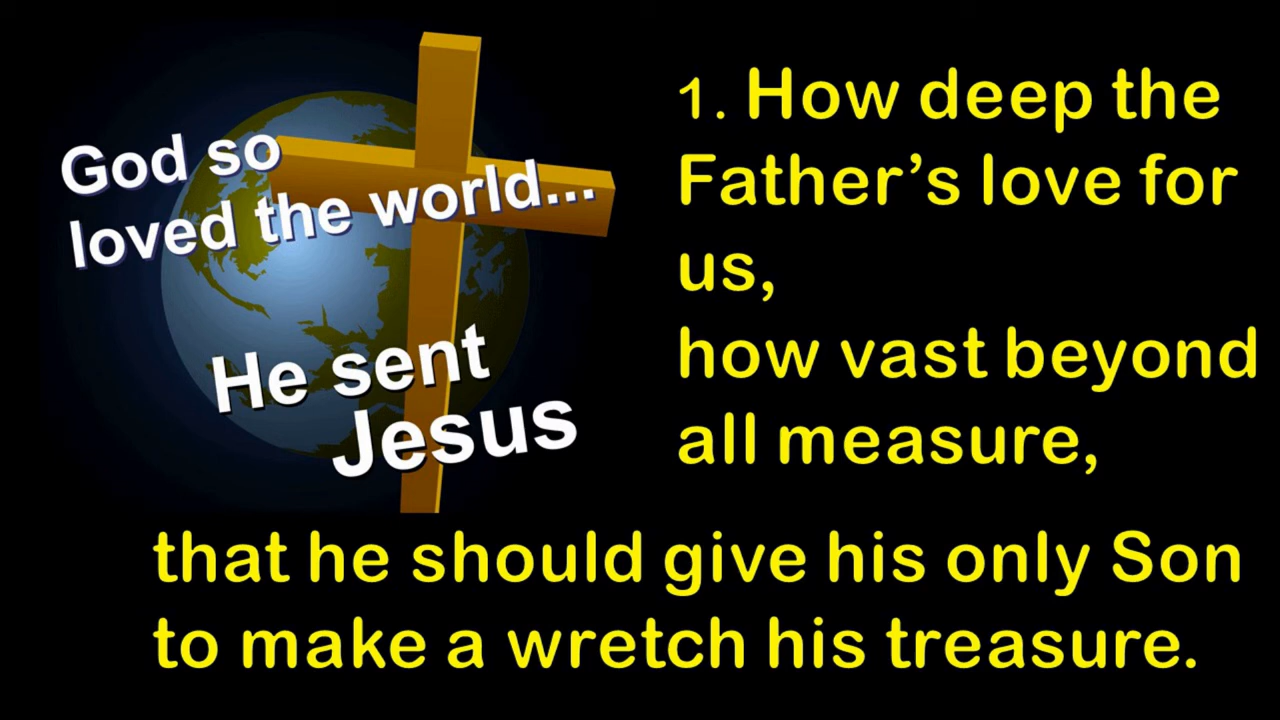 God so
loved the world...
He sent
Jesus
1. How deep the
Father’s love for
us,
how vast beyond
all measure,
that he should give his only Son
to make a wretch his treasure.